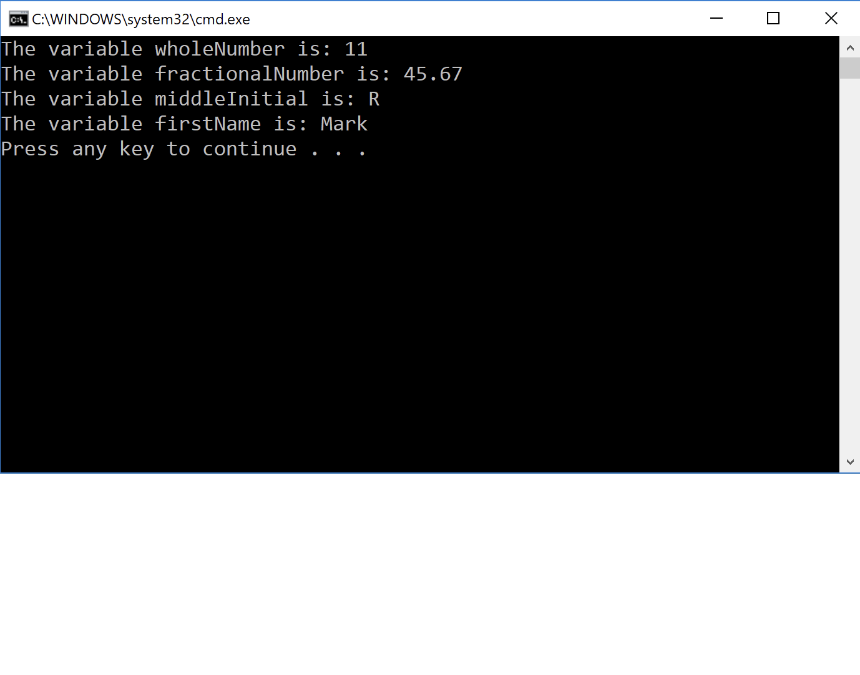 C:\WINDOWS\system32\cmd.exe
The variable wholeNumber is: 11
The variable fractionalNumber is: 45.67
The variable middleInitial is: R
The variable firstName is: Mark
Press any key to continue . . .